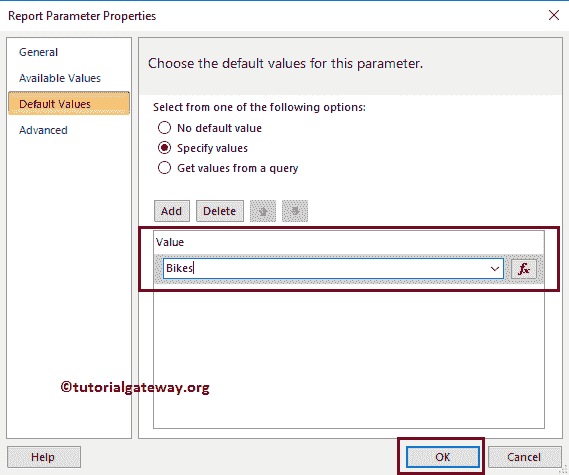 Report Parameter Properties
General
Available Values
Default Values
Advanced
Choose the default values for this parameter.
Select from one of the following options:
No default value
Specify values
Get values from a query
Add Delete
Value
Bikes fx
©tutorialgateway.org
Help OK Cancel